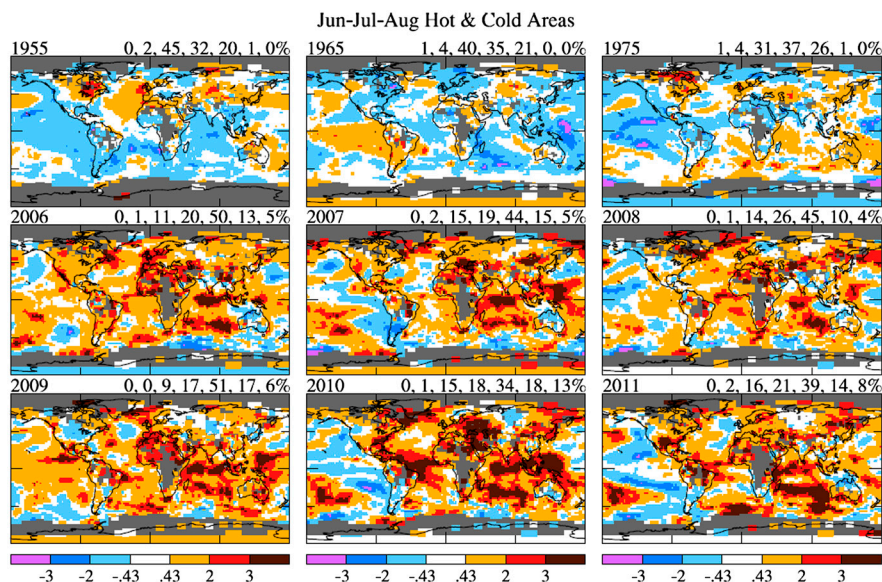 Jun-Jul-Aug Hot & Cold Areas
1955 0, 2, 45, 32, 20, 1, 0% 1965 1, 4, 40, 35, 21, 0, 0% 1975 1, 4, 31, 37, 26, 1, 0%
2006 0, 1, 11, 20, 50, 13, 5% 2007 0, 2, 15, 19, 44, 15, 5% 2008 0, 1, 14, 26, 45, 10, 4%
2009 0, 0, 9, 17, 51, 17, 6% 2010 0, 1, 15, 18, 34, 18, 13% 2011 0, 2, 16, 21, 39, 14, 8%
-3 -2 -.43 .43 2 3 -3 -2 -.43 .43 2 3 -3 -2 -.43 .43 2 3